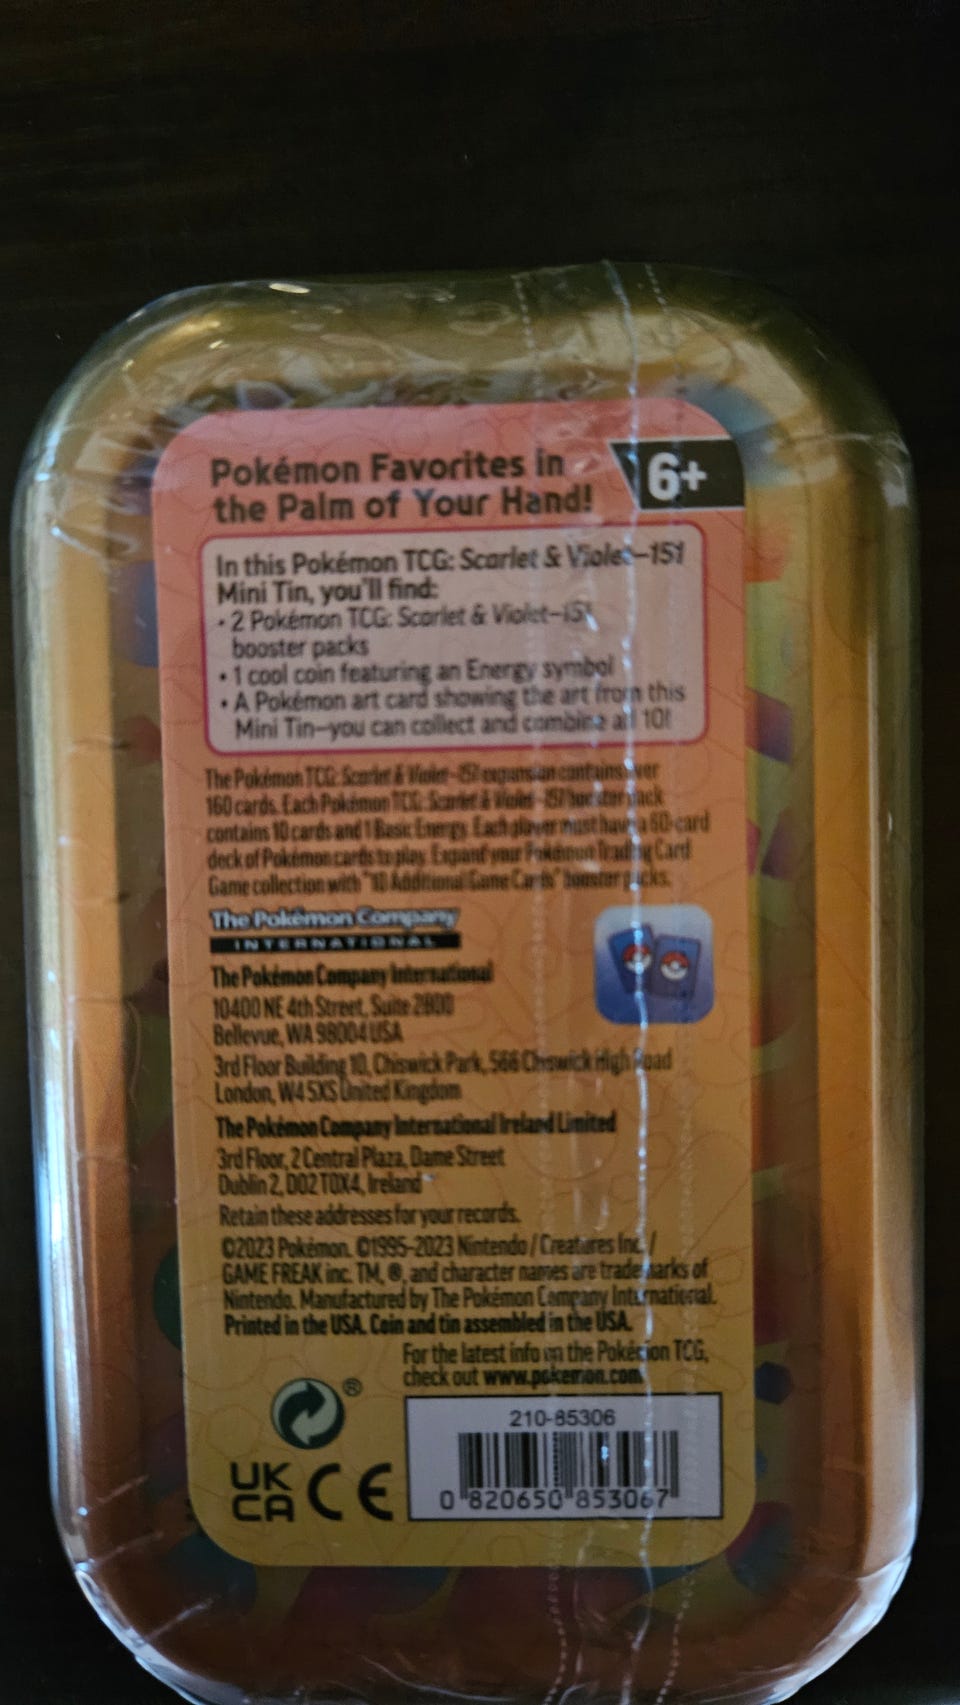 Pokémon Favorites in
the Palm of Your Hand!
6+
In this Pokémon TCG: Scarlet & Violet–151
Mini Tin, you'll find:
• 2 Pokémon TCG: Scarlet & Violet–151
booster packs
• 1 cool coin featuring an Energy symbol
• A Pokémon art card showing the art from this
Mini Tin–you can collect and combine all 10!
The Pokémon TCG: Scarlet & Violet–151 expansion contains over
160 cards. Each Pokémon TCG: Scarlet & Violet–151 booster pack
contains 10 cards and 1 Basic Energy. Each player must have a 60-card
deck of Pokémon cards to play. Expand your Pokémon Trading Card
Game collection with "10 Additional Game Cards" booster packs.
The Pokémon Company
INTERNATIONAL
The Pokémon Company International
10400 NE 4th Street, Suite 2800
Bellevue, WA 98004 USA
3rd Floor Building 10, Chiswick Park, 566 Chiswick High Road
London, W4 5XS United Kingdom
The Pokémon Company International Ireland Limited
3rd Floor, 2 Central Plaza, Dame Street
Dublin 2, D02 T0X4, Ireland
Retain these addresses for your records.
©2023 Pokémon. ©1995–2023 Nintendo / Creatures Inc. /
GAME FREAK inc. TM, ®, and character names are trademarks of
Nintendo. Manufactured by The Pokémon Company International.
Printed in the USA. Coin and tin assembled in the USA.
For the latest info on the Pokémon TCG,
check out www.pokemon.com
®
UK
CA CE
210-85306
0 820650 853067